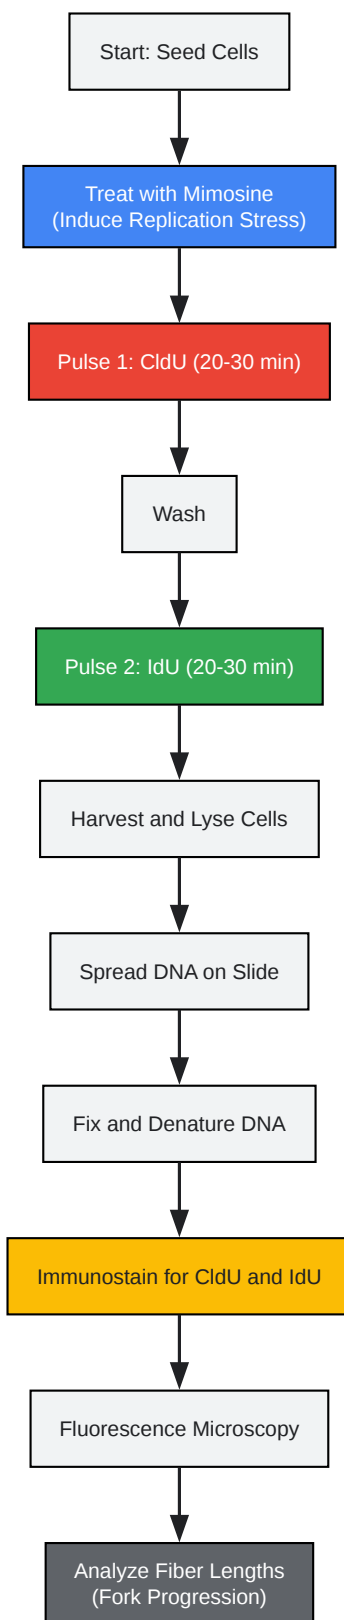 Start: Seed Cells
Treat with Mimosine
(Induce Replication Stress)
Pulse 1: CldU (20-30 min)
Wash
Pulse 2: IdU (20-30 min)
Harvest and Lyse Cells
Spread DNA on Slide
Fix and Denature DNA
Immunostain for CldU and IdU
Fluorescence Microscopy
Analyze Fiber Lengths
(Fork Progression)